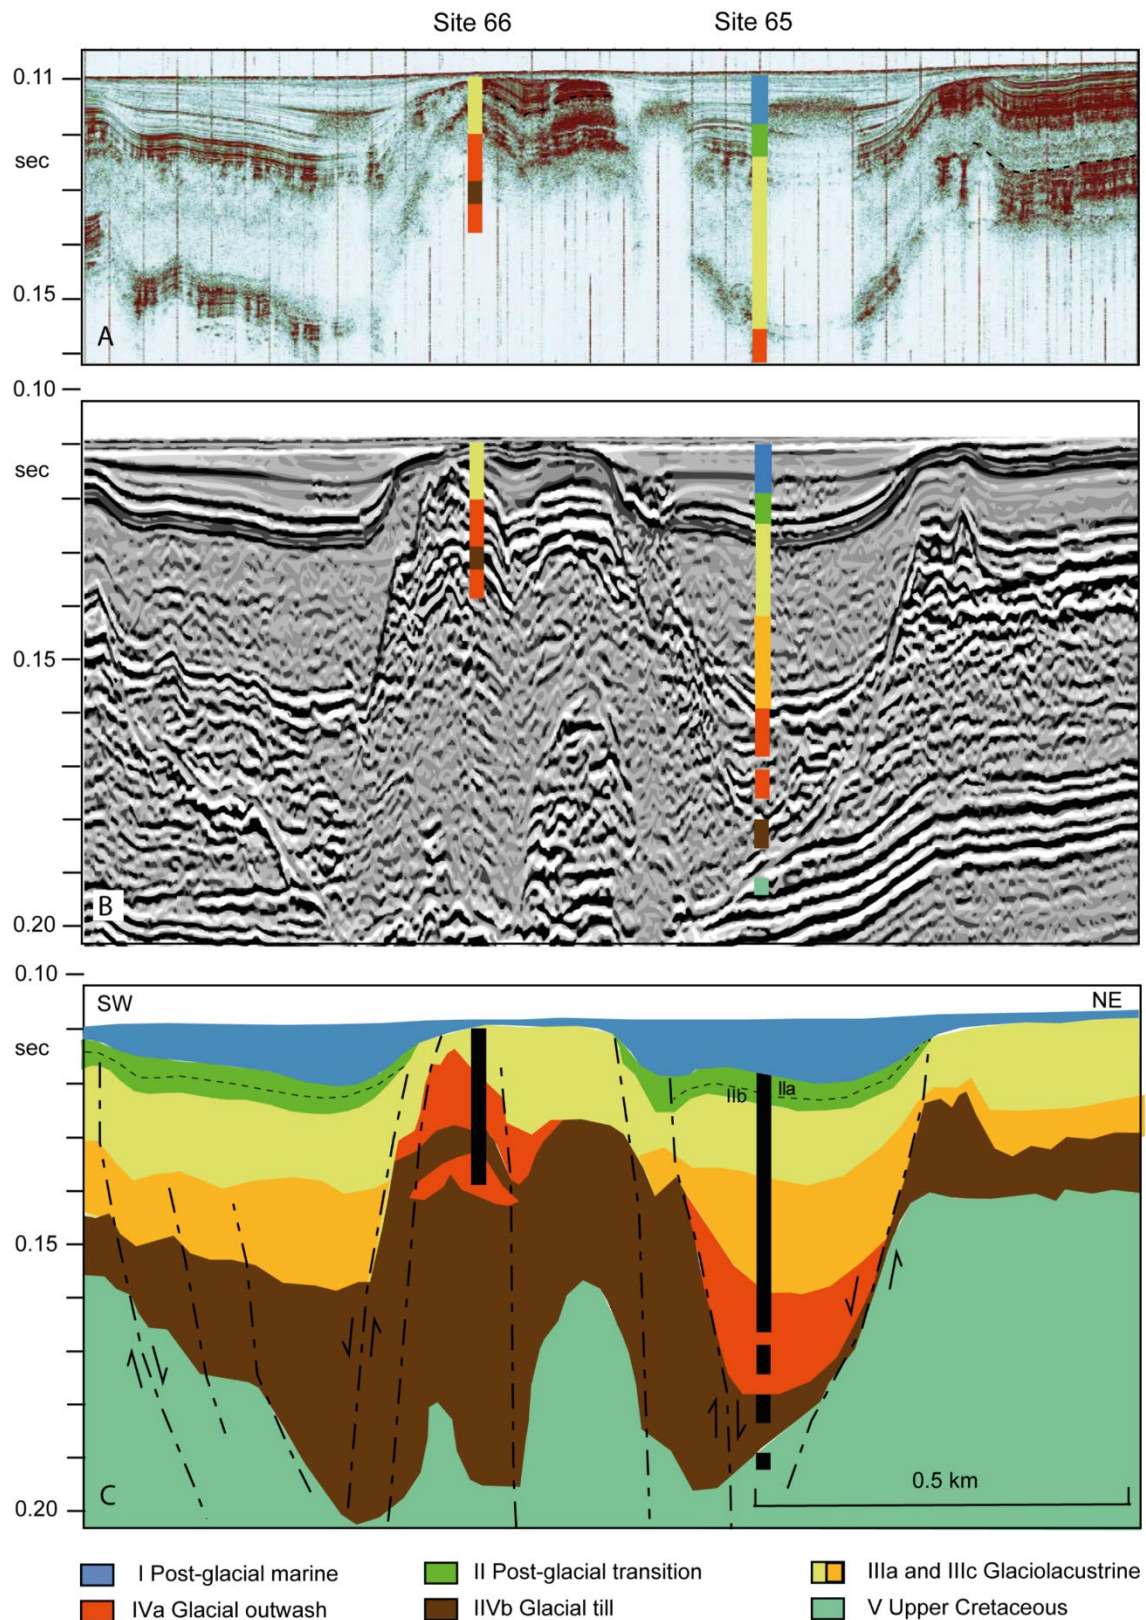 Site 66 Site 65
0.11
sec
0.15
A
0.10
sec
0.15
B
0.20
0.10
SW NE
sec
IIb IIa
0.15
0.5 km
C
0.20
I Post-glacial marine II Post-glacial transition IIIa and IIIc Glaciolacustrine
IVa Glacial outwash IIVb Glacial till V Upper Cretaceous